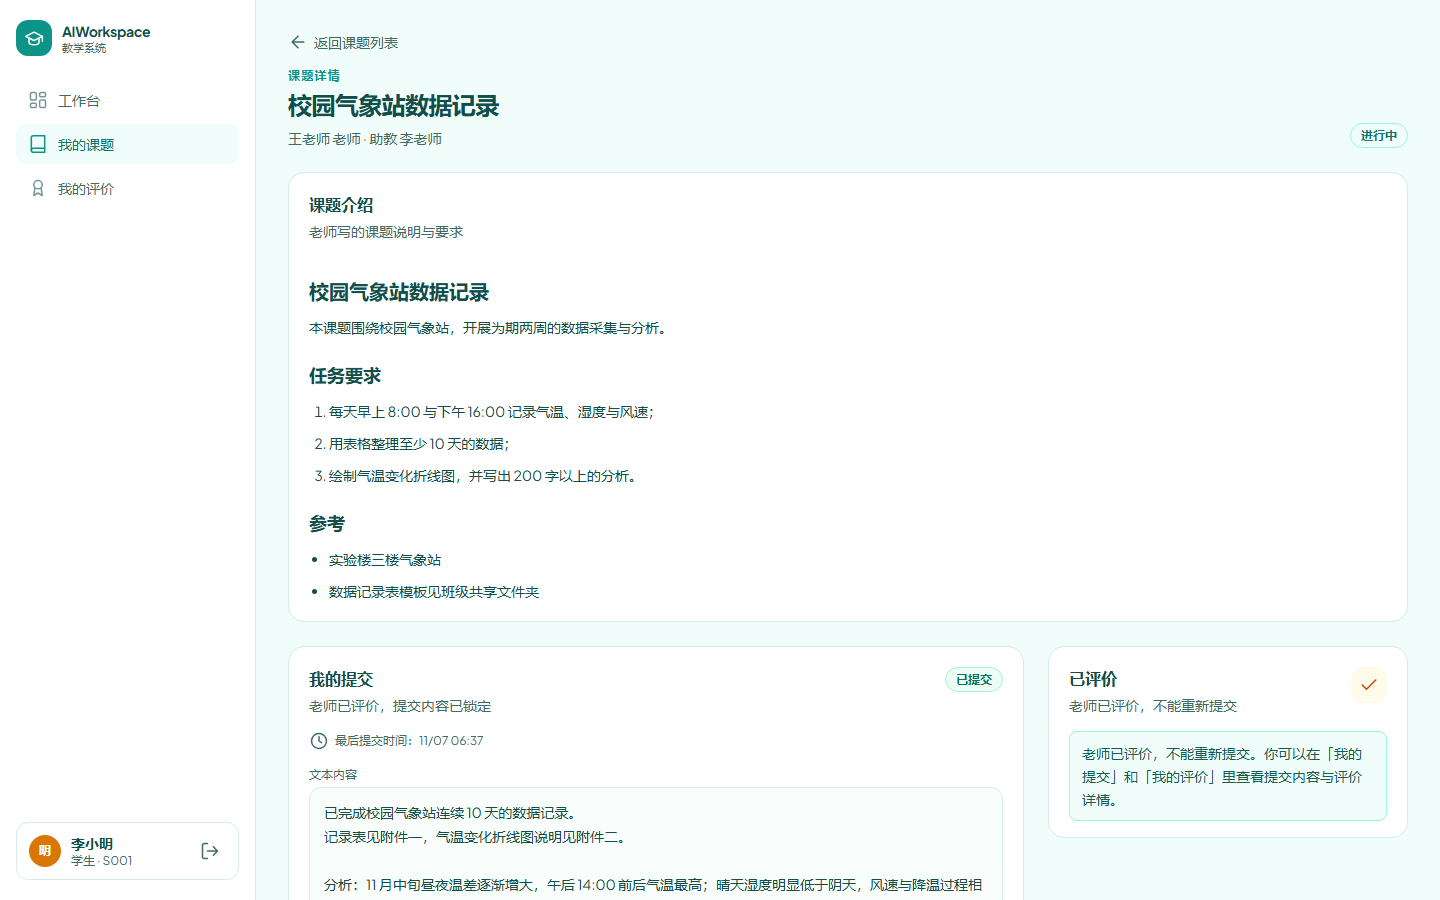 AIWorkspace
教学系统
工作台
我的课题
我的评价
明
李小明
学生 · S001
返回课题列表
课题详情
校园气象站数据记录
王老师 老师 · 助教 李老师
进行中
课题介绍
老师写的课题说明与要求
校园气象站数据记录
本课题围绕校园气象站，开展为期两周的数据采集与分析。
任务要求
1. 每天早上 8:00 与下午 16:00 记录气温、湿度与风速；
2. 用表格整理至少 10 天的数据；
3. 绘制气温变化折线图，并写出 200 字以上的分析。
参考
• 实验楼三楼气象站
• 数据记录表模板见班级共享文件夹
我的提交
已提交
老师已评价，提交内容已锁定
最后提交时间：11/07 06:37
文本内容
已完成校园气象站连续 10 天的数据记录。
记录表见附件一，气温变化折线图说明见附件二。
分析：11 月中旬昼夜温差逐渐增大，午后 14:00 前后气温最高；晴天湿度明显低于阴天，风速与降温过程相
已评价
老师已评价，不能重新提交
老师已评价，不能重新提交。你可以在「我的
提交」和「我的评价」里查看提交内容与评价
详情。